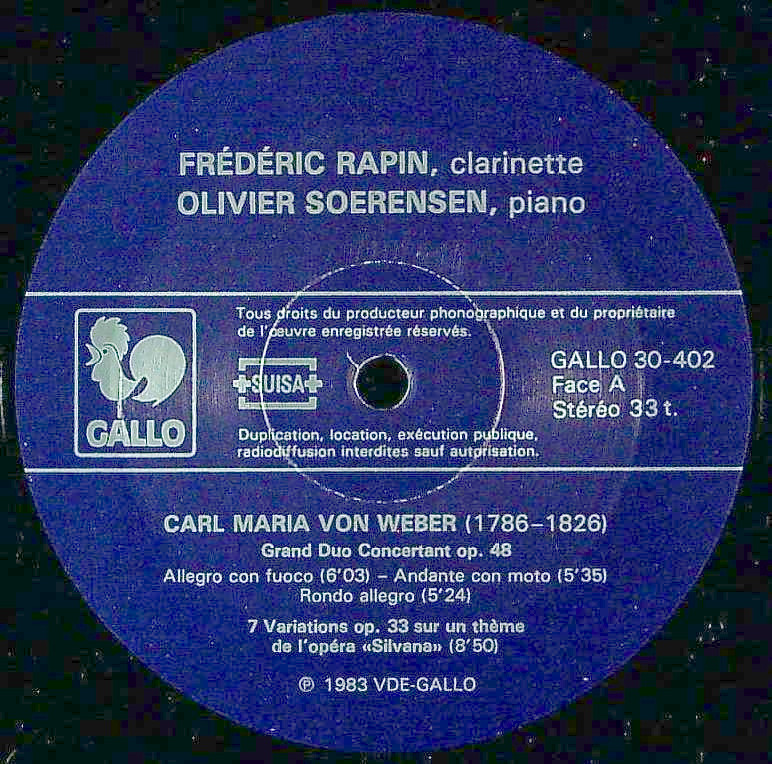 FRÉDÉRIC RAPIN, clarinette
OLIVIER SOERENSEN, piano
Tous droits du producteur phonographique et du propriétaire
de l'œuvre enregistrée réservés.
GALLO
SUISA
GALLO 30-402
Face A
Stéréo 33 t.
Duplication, location, exécution publique,
radiodiffusion interdites sauf autorisation.
CARL MARIA VON WEBER (1786–1826)
Grand Duo Concertant op. 48
Allegro con fuoco (6'03) – Andante con moto (5'35)
Rondo allegro (5'24)
7 Variations op. 33 sur un thème
de l'opéra «Silvana» (8'50)
℗ 1983 VDE-GALLO